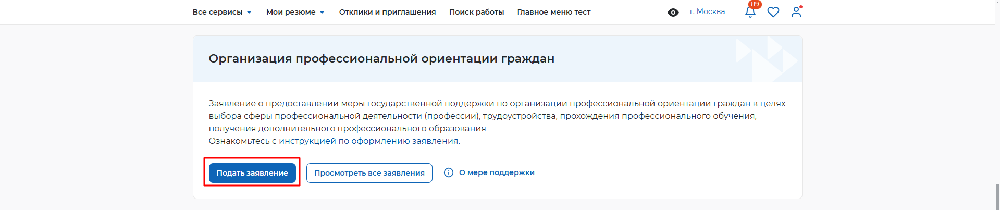 Все сервисы Мои резюме Отклики и приглашения Поиск работы Главное меню тест г. Москва 89
Организация профессиональной ориентации граждан
Заявление о предоставлении меры государственной поддержки по организации профессиональной ориентации граждан в целях
выбора сферы профессиональной деятельности (профессии), трудоустройства, прохождения профессионального обучения,
получения дополнительного профессионального образования
Ознакомьтесь с инструкцией по оформлению заявления.
Подать заявление Просмотреть все заявления О мере поддержки